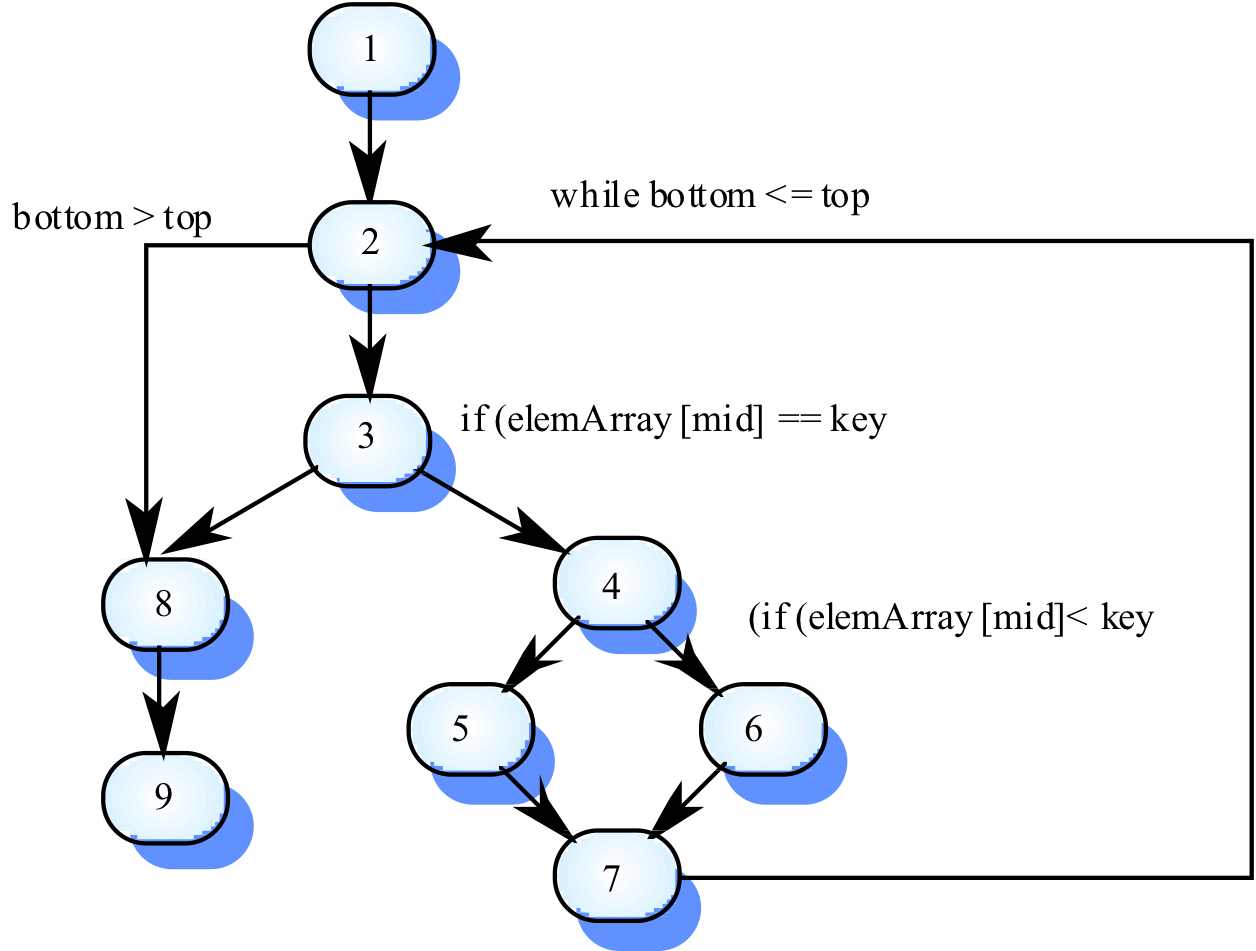 1
while bottom <= top
bottom > top
2
3
if (elemArray [mid] == key
4
8
(if (elemArray [mid]< key
5
6
9
7